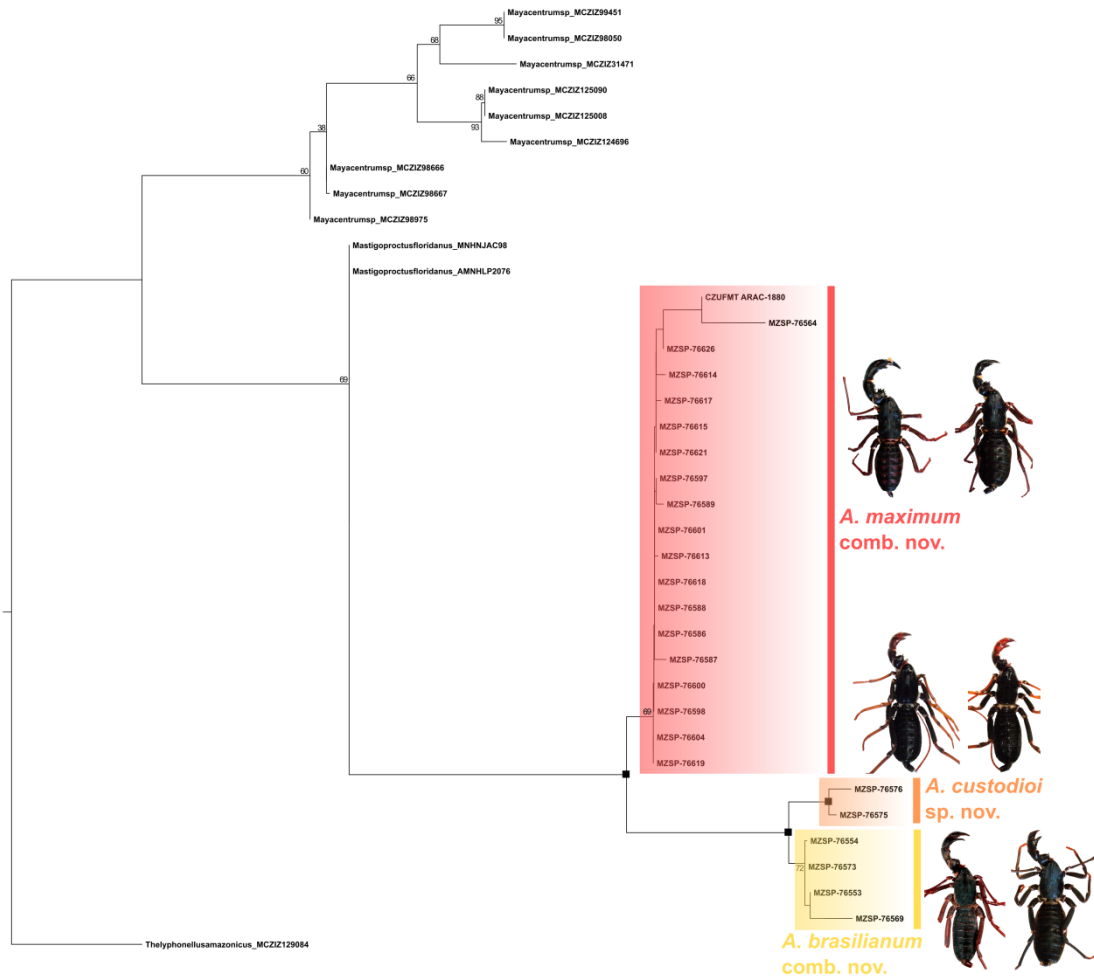 Mayacentrumsp_MCZIZ99451
95
Mayacentrumsp_MCZIZ98050
68
Mayacentrumsp_MCZIZ31471
66
Mayacentrumsp_MCZIZ125090
88
Mayacentrumsp_MCZIZ125008
93
Mayacentrumsp_MCZIZ124696
38
Mayacentrumsp_MCZIZ98666
60
Mayacentrumsp_MCZIZ98667
Mayacentrumsp_MCZIZ98975
Mastigoproctusfloridanus_MNHNJAC98
Mastigoproctusfloridanus_AMNHLP2076
69
CZUFMT ARAC-1880
MZSP-76564
MZSP-76626
MZSP-76614
MZSP-76617
MZSP-76615
MZSP-76621
MZSP-76597
MZSP-76589
MZSP-76601
MZSP-76613
MZSP-76618
MZSP-76588
MZSP-76586
MZSP-76587
MZSP-76600
69
MZSP-76598
MZSP-76604
MZSP-76619
A. maximum
comb. nov.
MZSP-76576
MZSP-76575
A. custodioi
sp. nov.
MZSP-76554
72
MZSP-76573
MZSP-76553
MZSP-76569
A. brasilianum
comb. nov.
Thelyphonellusamazonicus_MCZIZ129084